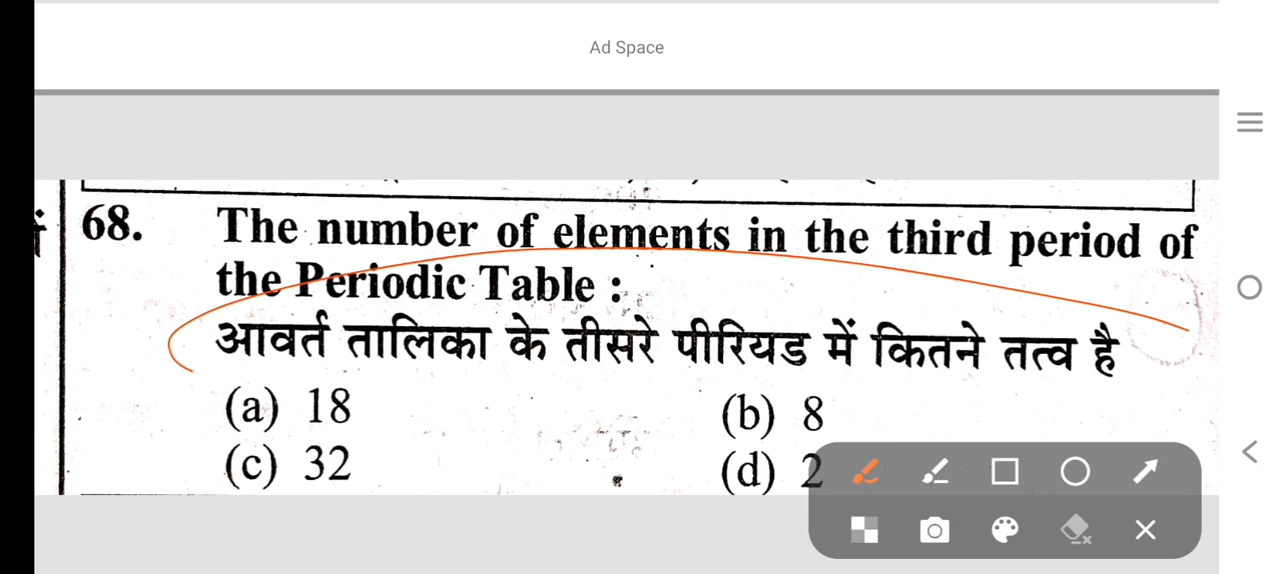 Ad Space
68. The number of elements in the third period of
the Periodic Table :
आवर्त तालिका के तीसरे पीरियड में कितने तत्व है
(a) 18 (b) 8
(c) 32 (d) 2